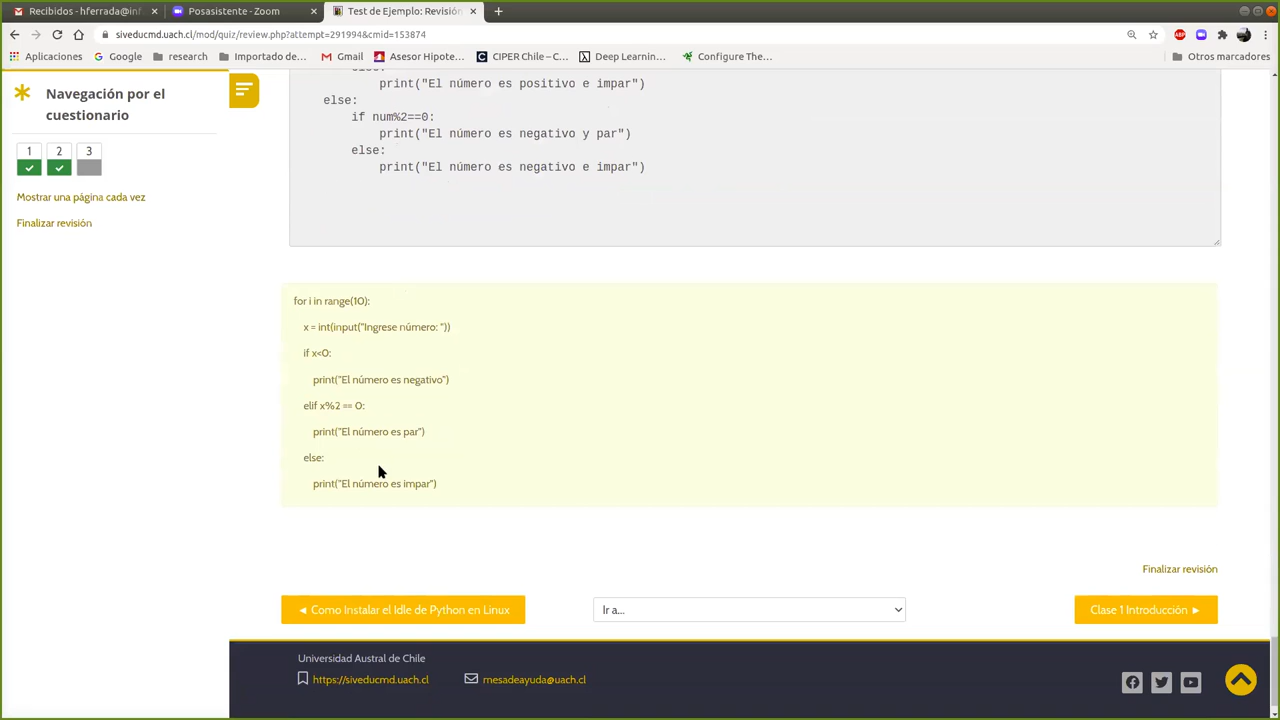 Recibidos - hferrada@inf
Posasistente - Zoom
Test de Ejemplo: Revisión
siveducmd.uach.cl/mod/quiz/review.php?attempt=291994&cmid=153874
Aplicaciones
Google
research
Importado de…
Gmail
Asesor Hipote…
CIPER Chile – C…
Deep Learnin…
Configure The…
Otros marcadores
Navegación por el
cuestionario
1 2 3
Mostrar una página cada vez
Finalizar revisión
else:
print("El número es positivo e impar")
else:
if num%2==0:
print("El número es negativo y par")
else:
print("El número es negativo e impar")
for i in range(10):
x = int(input("Ingrese número: "))
if x<0:
print("El número es negativo")
elif x%2 == 0:
print("El número es par")
else:
print("El número es impar")
Finalizar revisión
◄ Como Instalar el Idle de Python en Linux
Ir a...
Clase 1 Introducción ►
Universidad Austral de Chile
https://siveducmd.uach.cl
mesadeayuda@uach.cl